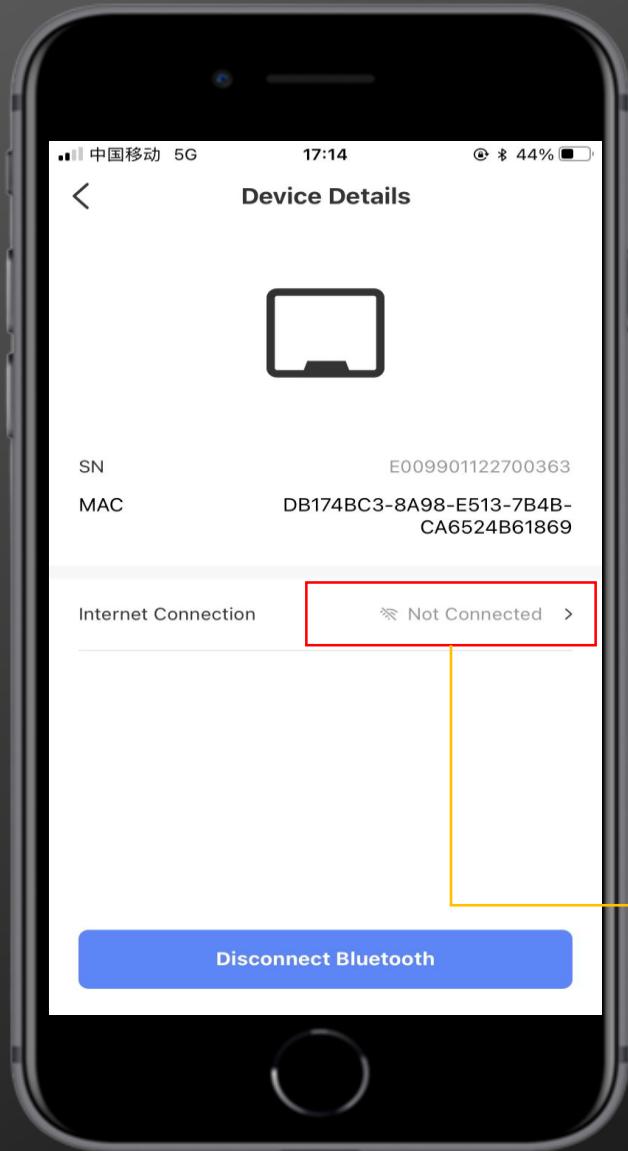 中国移动 5G 17:14 44%
Device Details
SN E009901122700363
MAC DB174BC3-8A98-E513-7B4B-
CA6524B61869
Internet Connection Not Connected
Disconnect Bluetooth